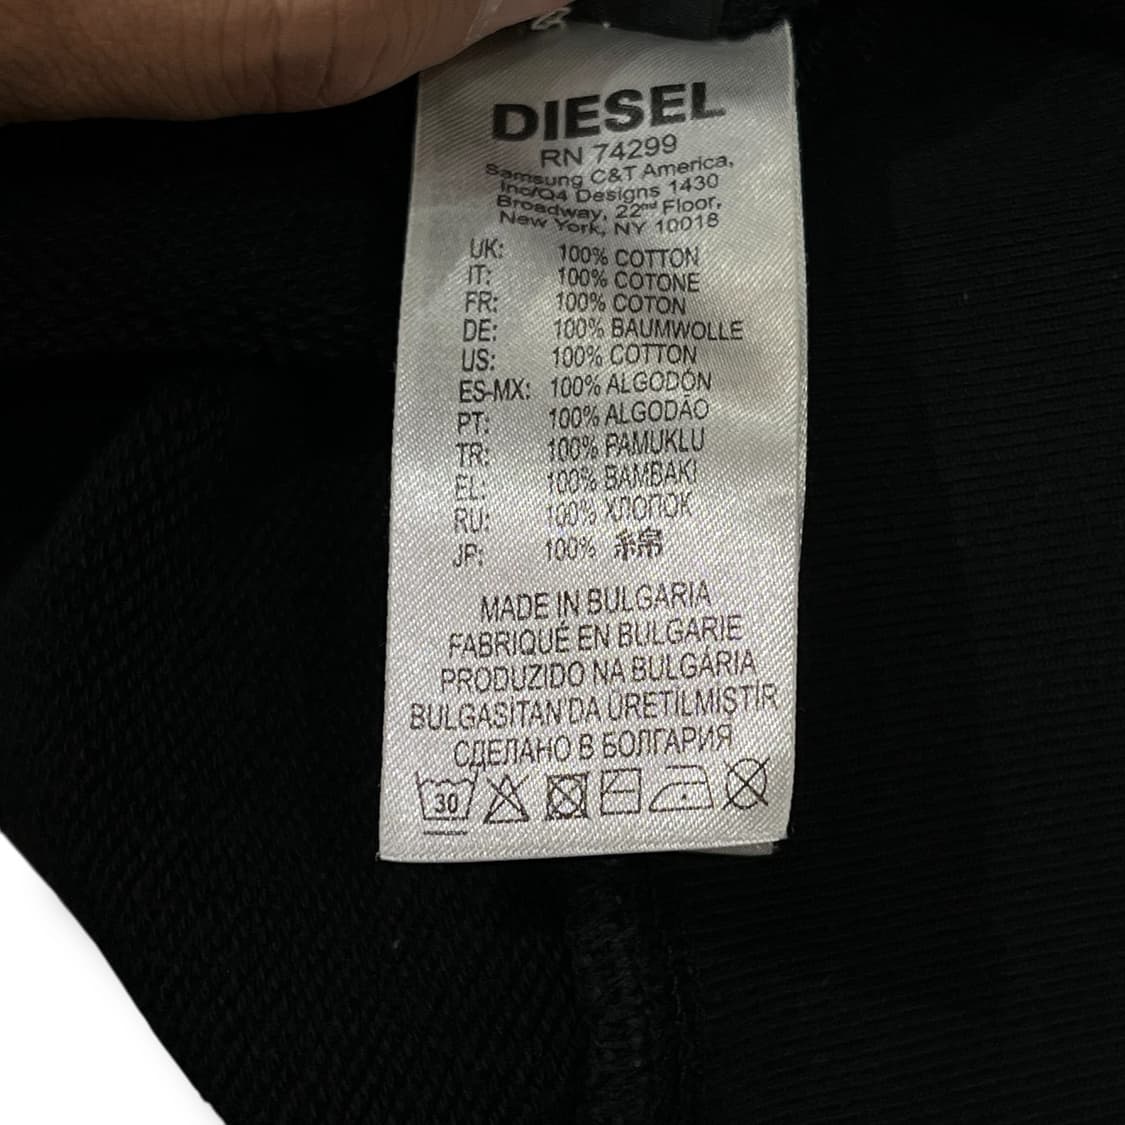 DIESEL
RN 74299
Samsung C&T America,
Inc/Q4 Designs 1430
Broadway, 22nd Floor,
New York, NY 10018
UK: 100% COTTON
IT: 100% COTONE
FR: 100% COTON
DE: 100% BAUMWOLLE
US: 100% COTTON
ES-MX: 100% ALGODÓN
PT: 100% ALGODÃO
TR: 100% PAMUKLU
EL: 100% ΒΑΜΒΑΚΙ
RU: 100% ХЛОПОК
JP: 100% 綿
MADE IN BULGARIA
FABRIQUÉ EN BULGARIE
PRODUZIDO NA BULGÁRIA
BULGASITAN'DA ÜRETILMIŞTIR
СДЕЛАНО В БОЛГАРИЯ
30